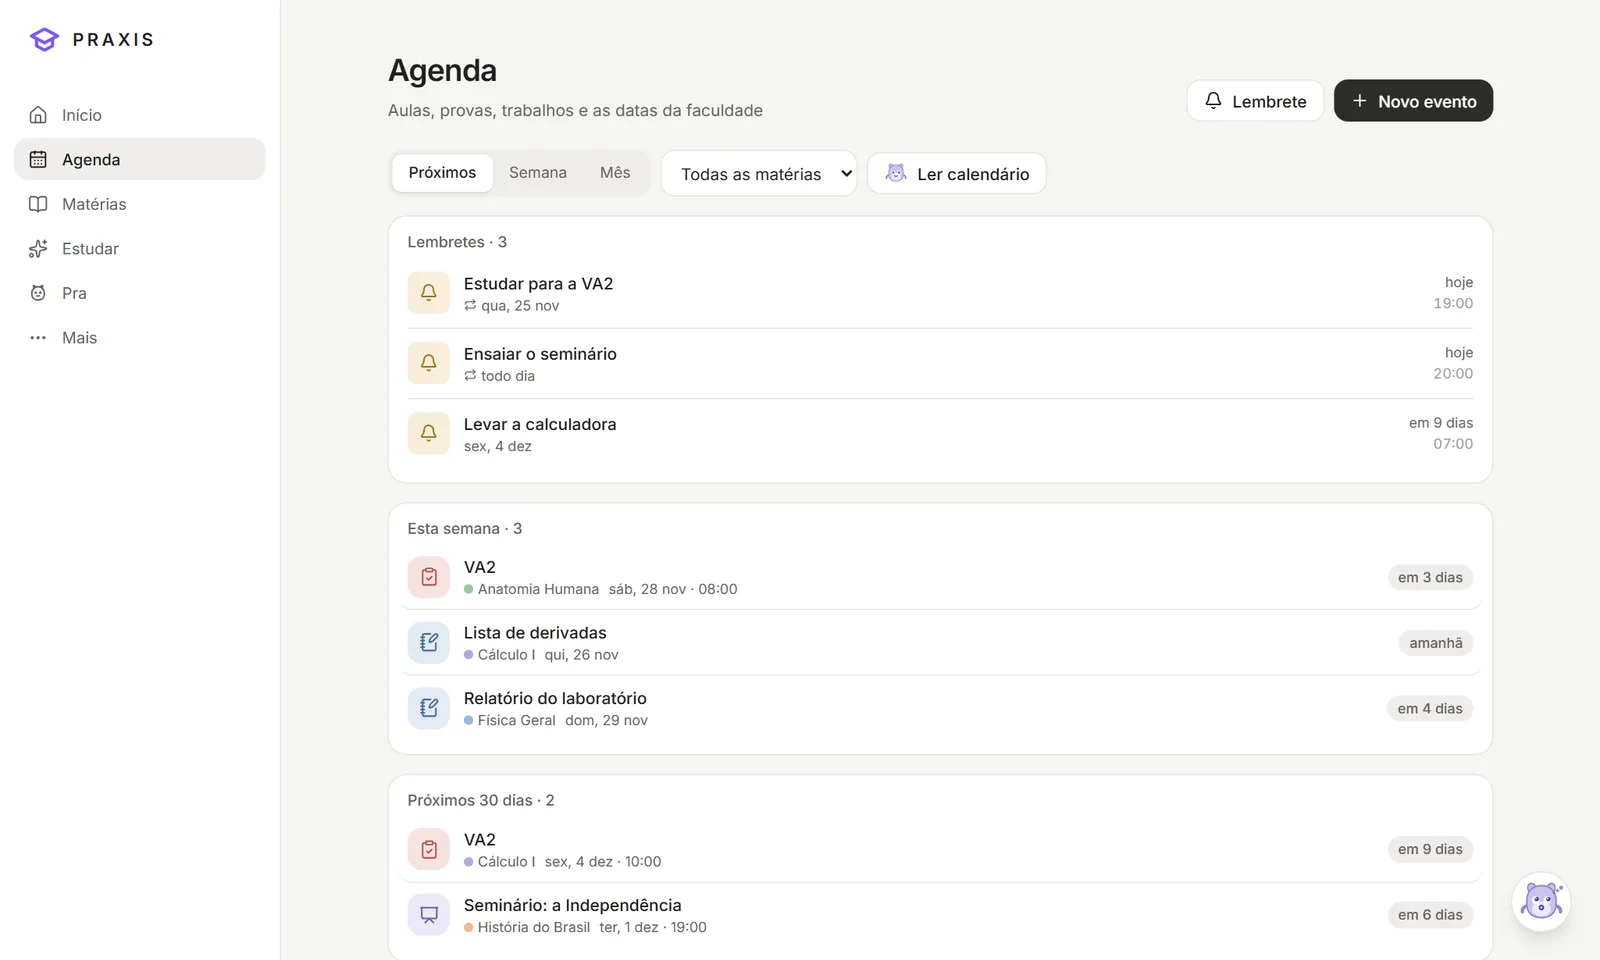 PRAXIS
Início
Agenda
Matérias
Estudar
Pra
Mais
Agenda
Aulas, provas, trabalhos e as datas da faculdade
Lembrete
+ Novo evento
Próximos
Semana
Mês
Todas as matérias
Ler calendário
Lembretes · 3
Estudar para a VA2
qua, 25 nov
hoje
19:00
Ensaiar o seminário
todo dia
hoje
20:00
Levar a calculadora
sex, 4 dez
em 9 dias
07:00
Esta semana · 3
VA2
Anatomia Humana sáb, 28 nov · 08:00
em 3 dias
Lista de derivadas
Cálculo I qui, 26 nov
amanhã
Relatório do laboratório
Física Geral dom, 29 nov
em 4 dias
Próximos 30 dias · 2
VA2
Cálculo I sex, 4 dez · 10:00
em 9 dias
Seminário: a Independência
História do Brasil ter, 1 dez · 19:00
em 6 dias